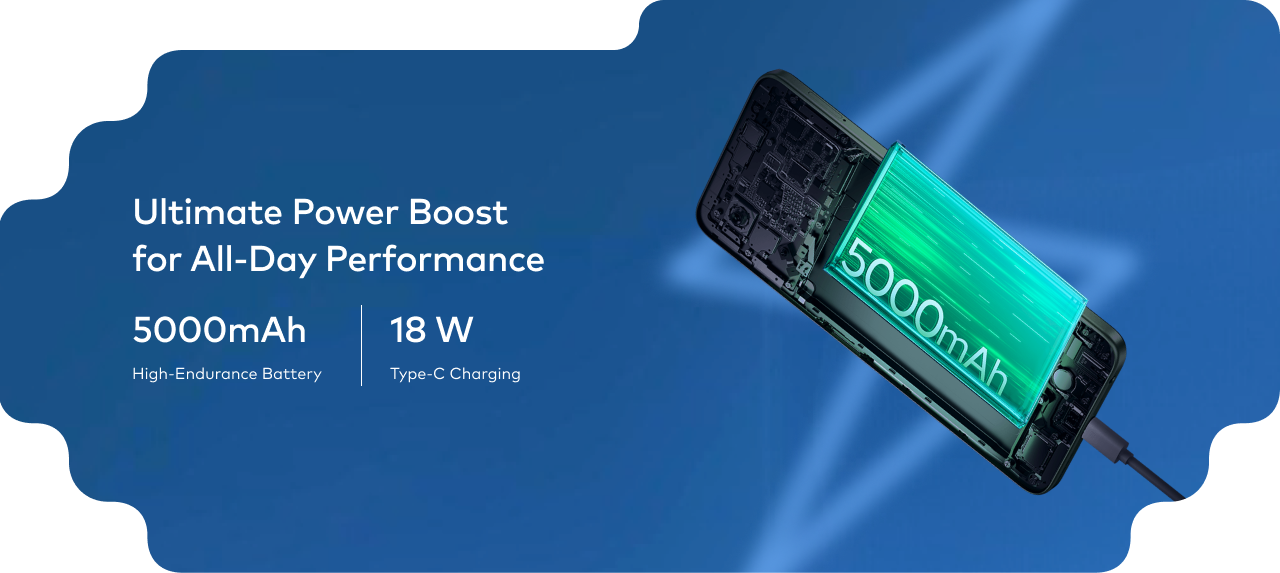 Ultimate Power Boost
for All-Day Performance
5000mAh
High-Endurance Battery
18 W
Type-C Charging
5000mAh